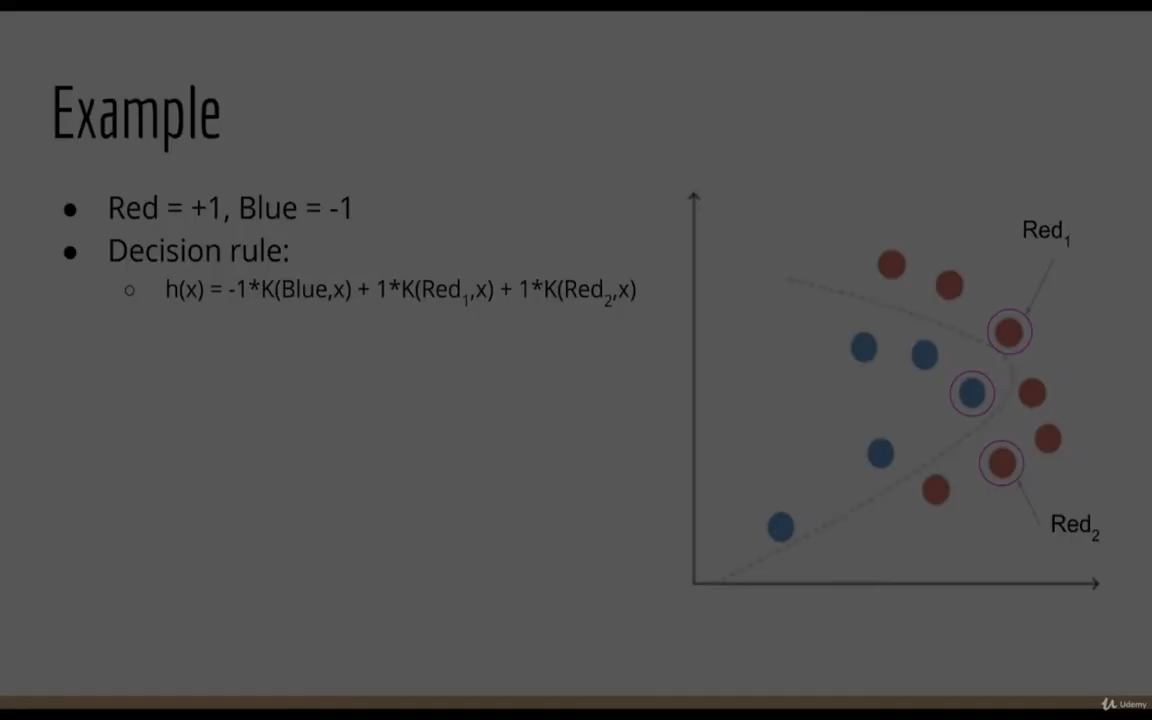 Example
● Red = +1, Blue = -1
● Decision rule:
○ h(x) = -1*K(Blue,x) + 1*K(Red₁,x) + 1*K(Red₂,x)
Red₁
Red₂
Udemy